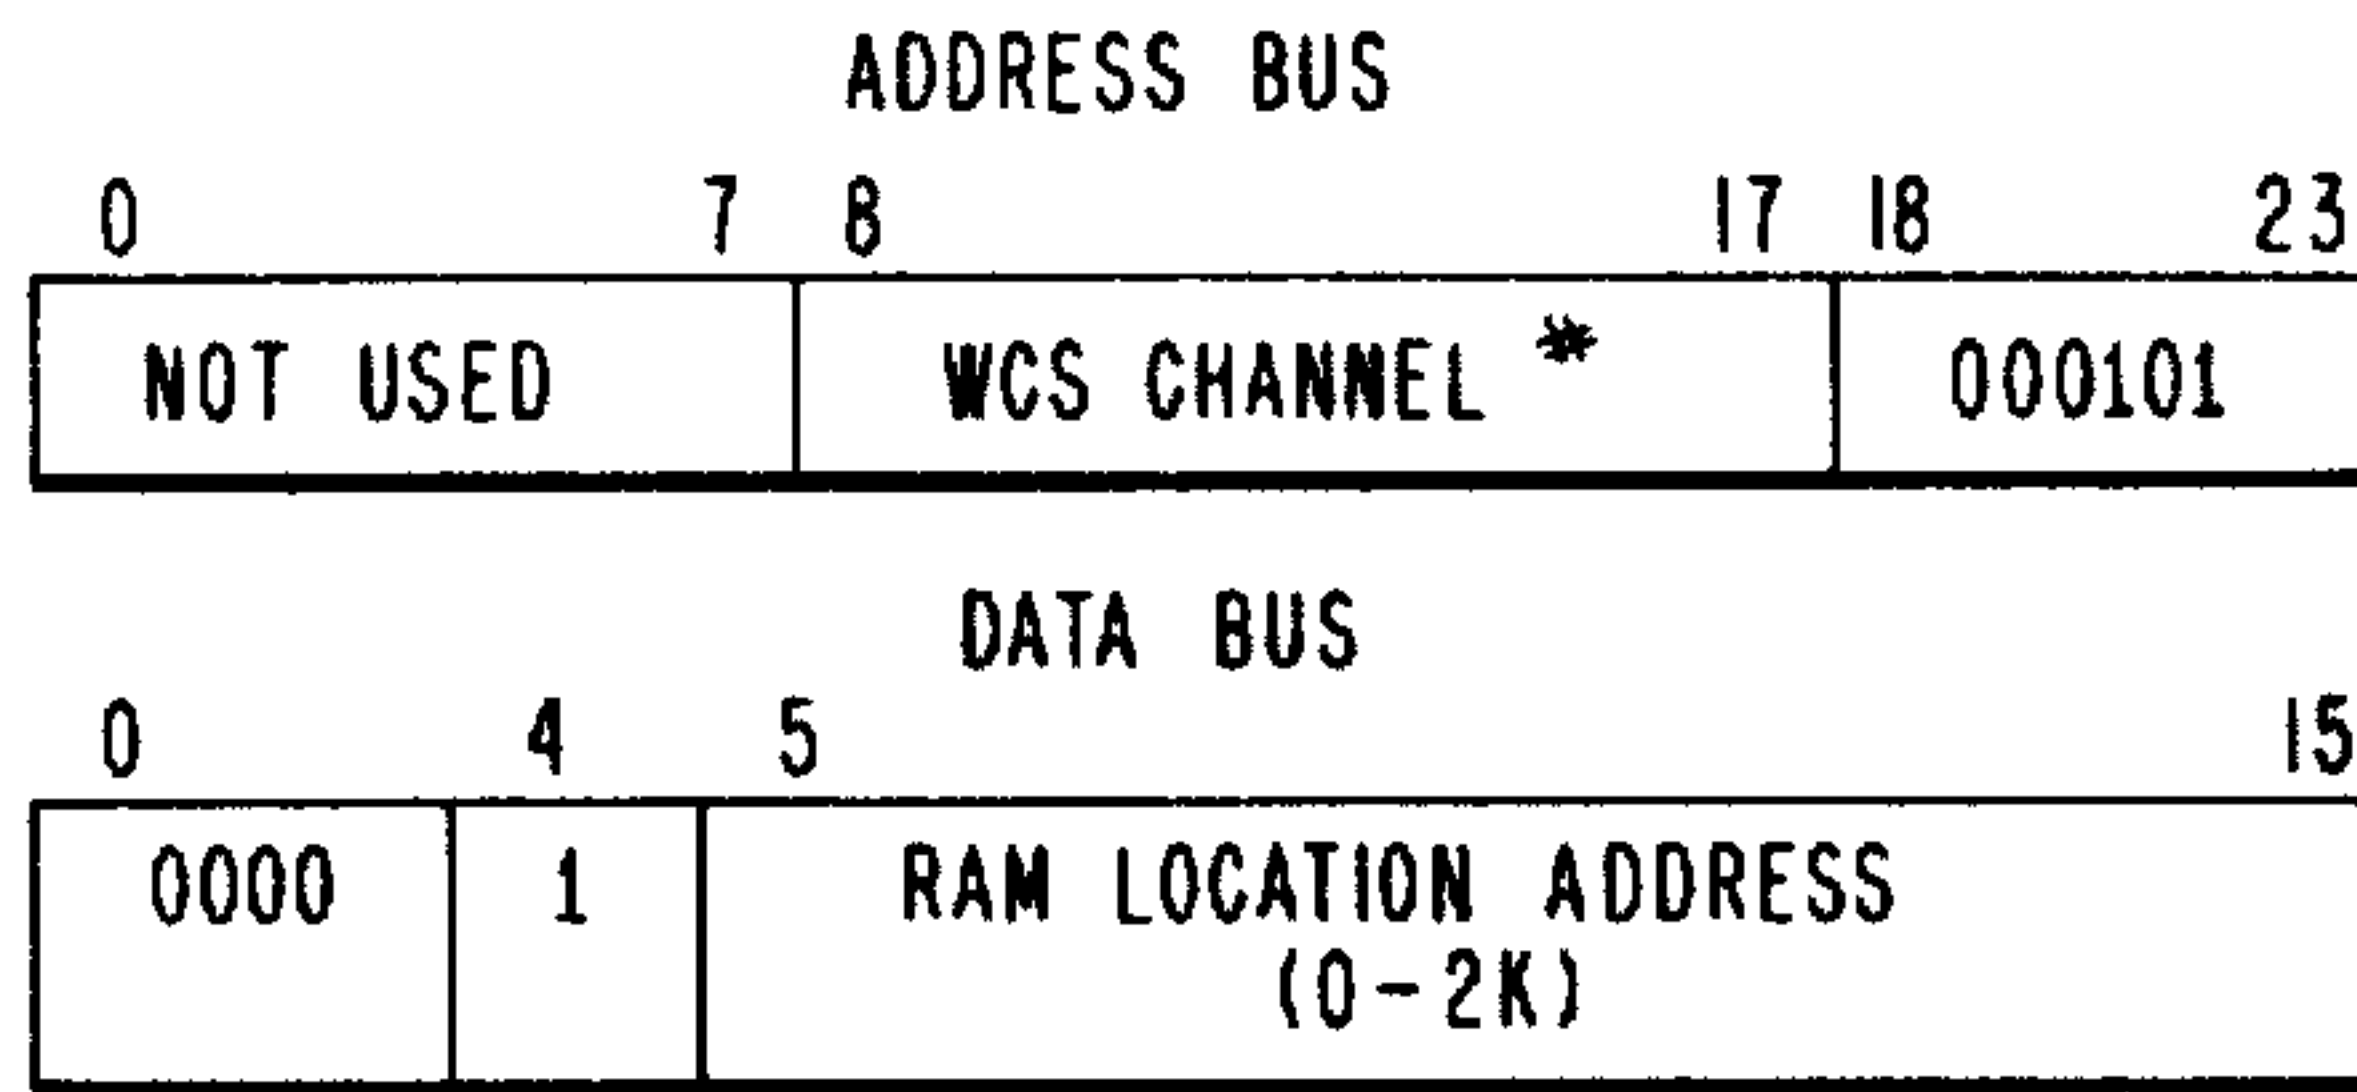 ADDRESS BUS
0 7 8 17 18 23
NOT USED WCS CHANNEL * 000101
DATA BUS
0 4 5 15
0000 1 RAM LOCATION ADDRESS
(0-2K)